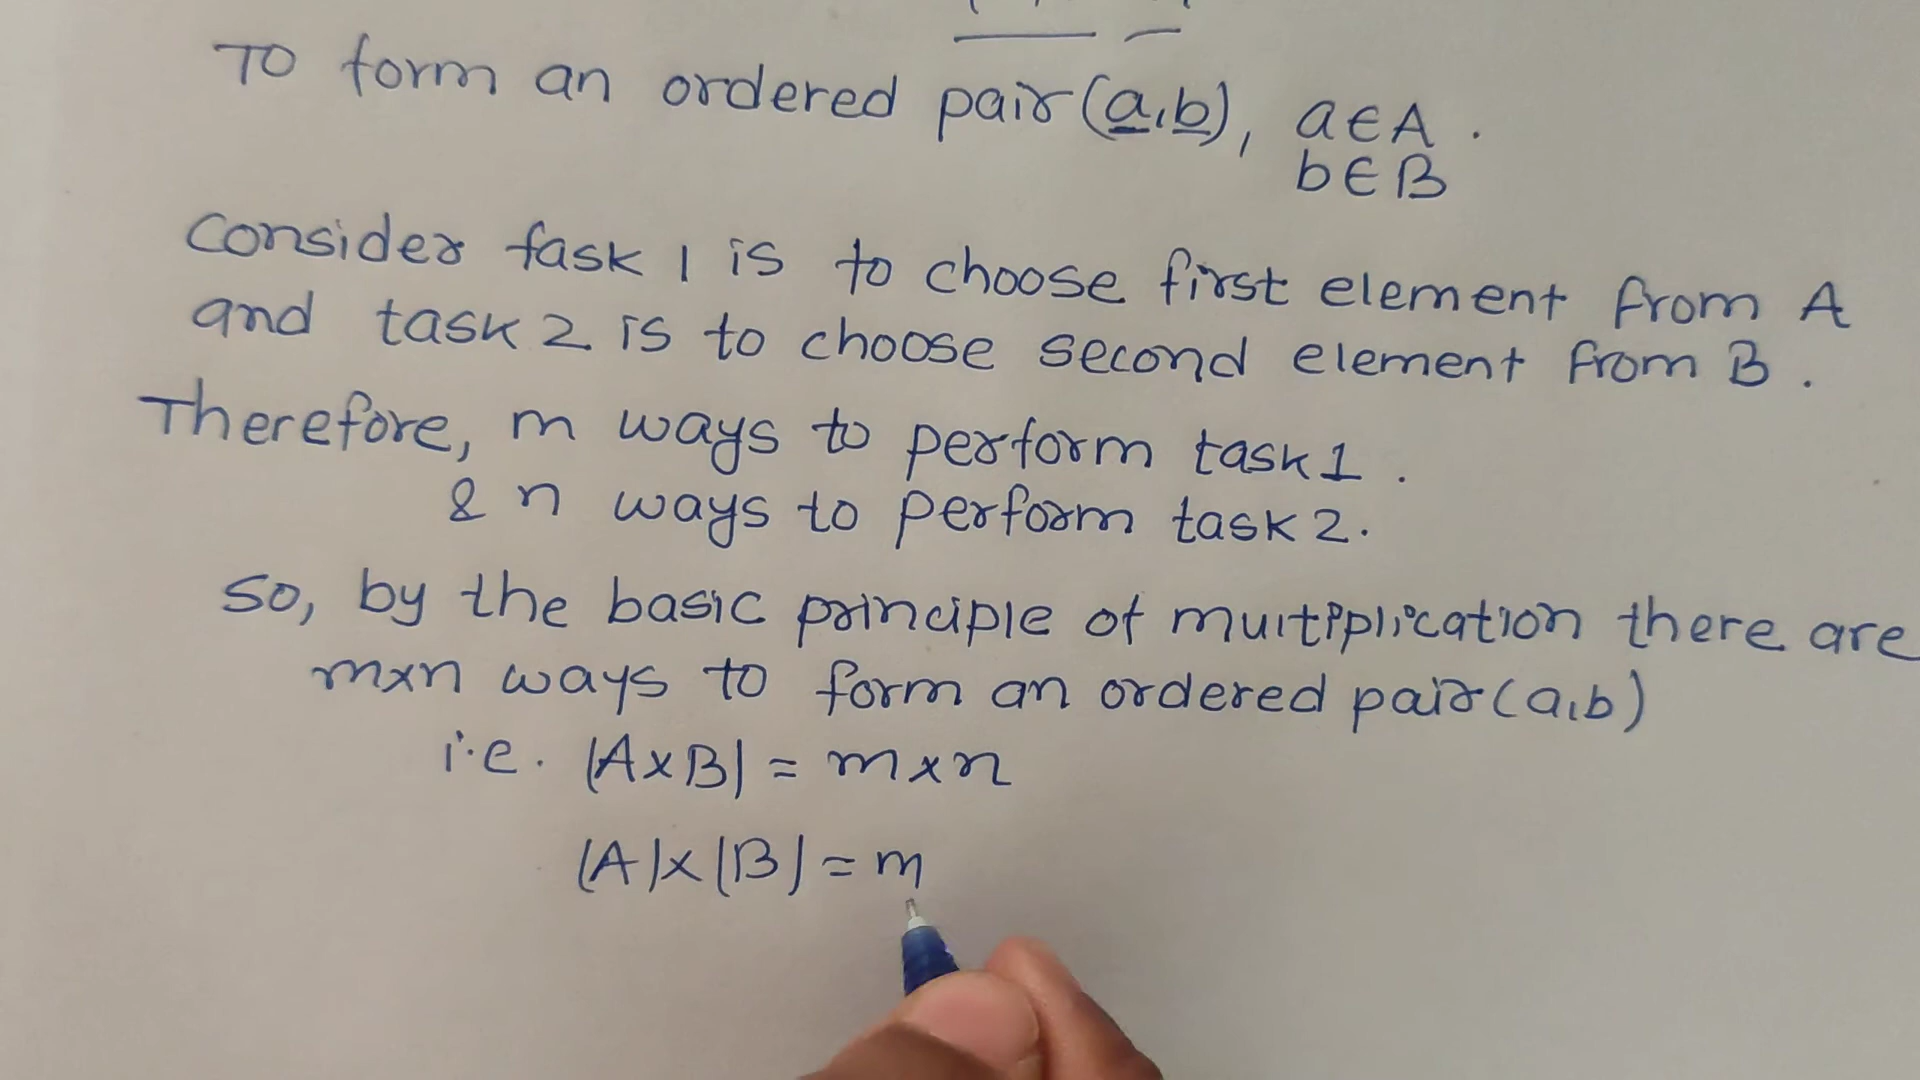 To form an ordered pair (a,b), a∈A.
b∈B
Consider task 1 is to choose first element from A
and task 2 is to choose second element from B.
Therefore, m ways to perform task 1.
& n ways to perform task 2.
So, by the basic principle of multiplication there are
m×n ways to form an ordered pair (a,b)
i.e. |A×B| = m×n
|A|×|B| = m